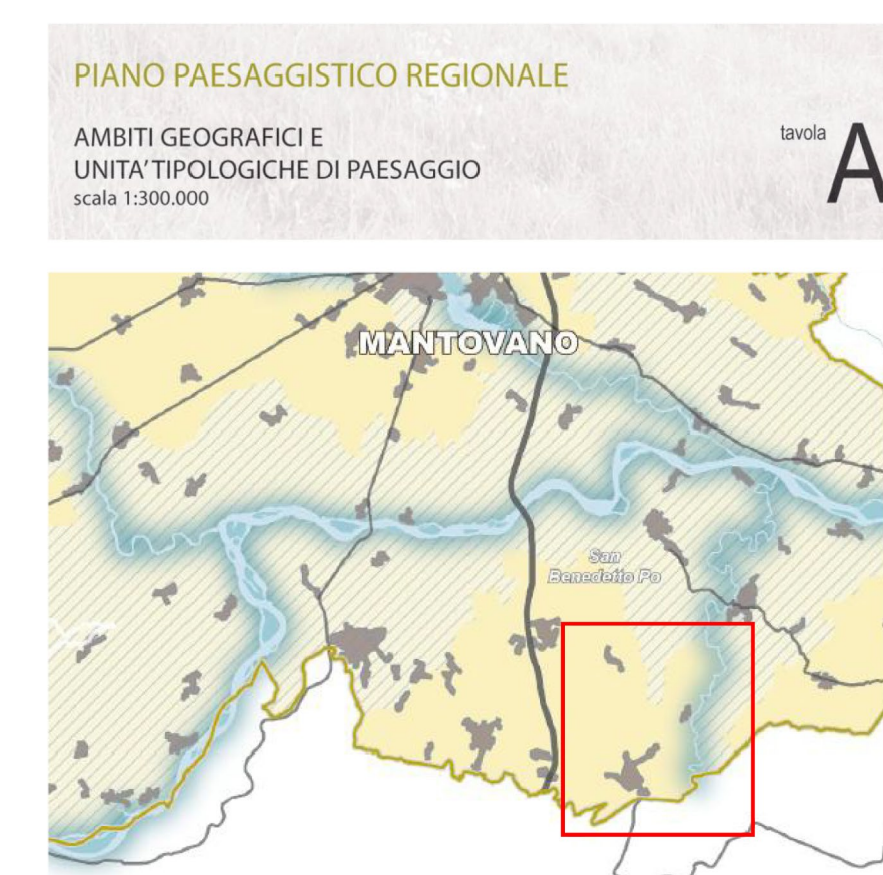 PIANO PAESAGGISTICO REGIONALE
AMBITI GEOGRAFICI E
UNITA' TIPOLOGICHE DI PAESAGGIO
scala 1:300.000
tavola A
MANTOVANO
San
Benedetto Po